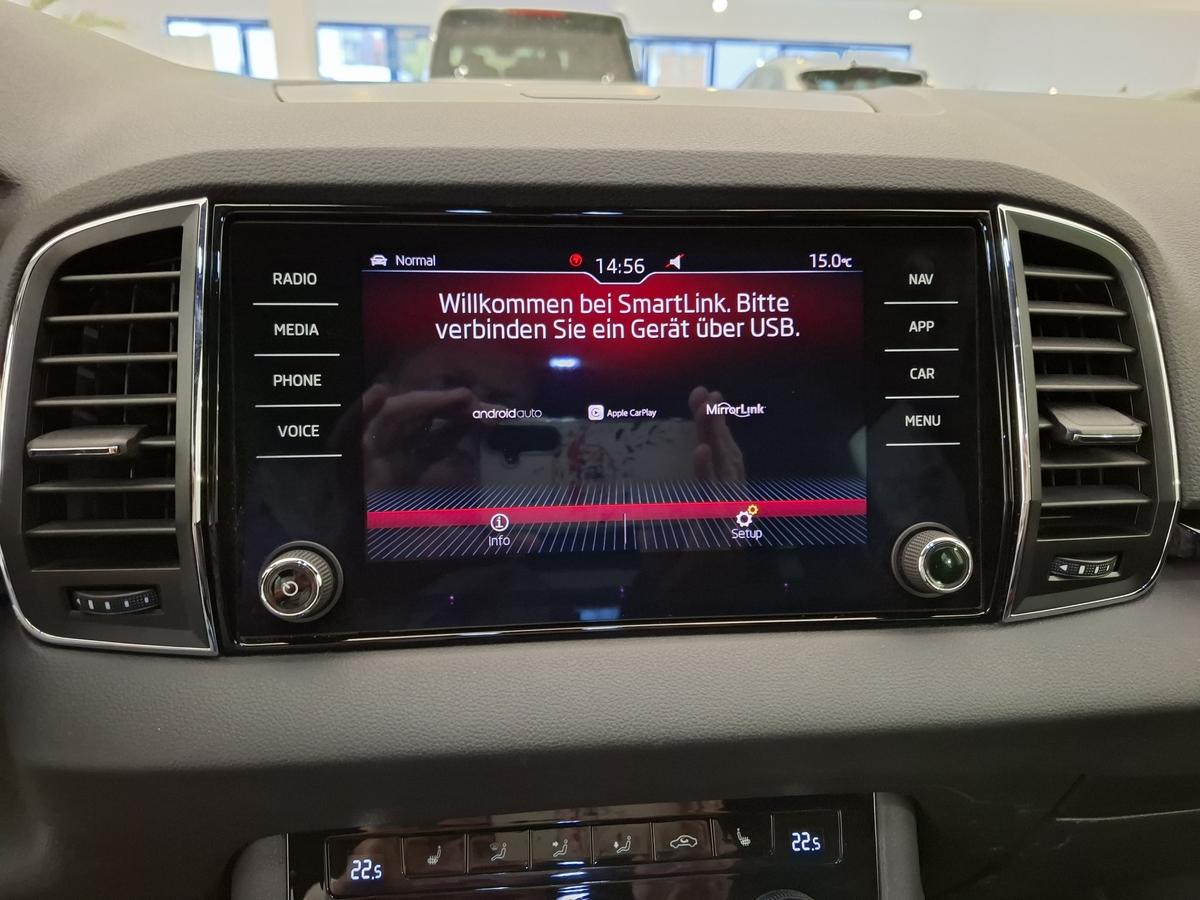 Normal
14:56
15.0°C
RADIO
MEDIA
PHONE
VOICE
Willkommen bei SmartLink. Bitte
verbinden Sie ein Gerät über USB.
androidauto
Apple CarPlay
MirrorLink
Info
Setup
NAV
APP
CAR
MENU
22.5
22.5